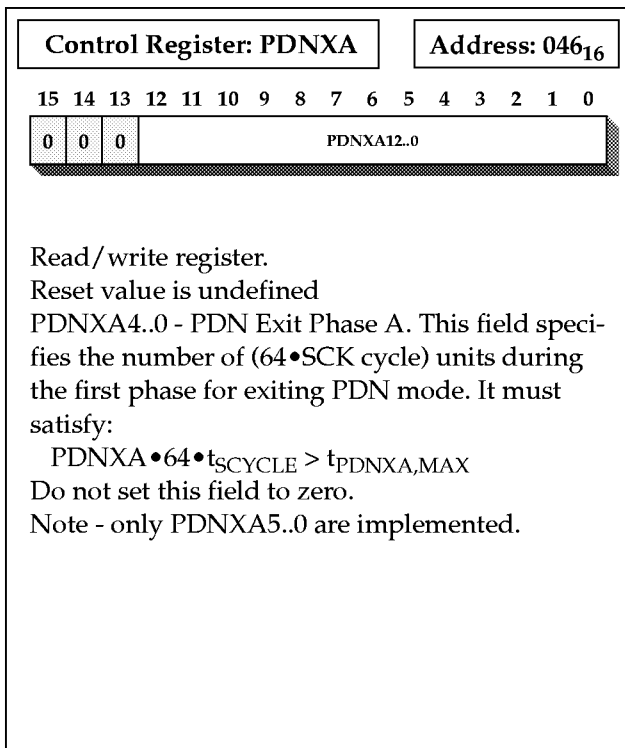 Control Register: PDNXA
Address: 046₁₆
15 14 13 12 11 10 9 8 7 6 5 4 3 2 1 0
0 0 0 PDNXA12..0
Read/write register.
Reset value is undefined
PDNXA4..0 - PDN Exit Phase A. This field speci-
fies the number of (64•SCK cycle) units during
the first phase for exiting PDN mode. It must
satisfy:
PDNXA•64•tSCYCLE > tPDNXA,MAX
Do not set this field to zero.
Note - only PDNXA5..0 are implemented.